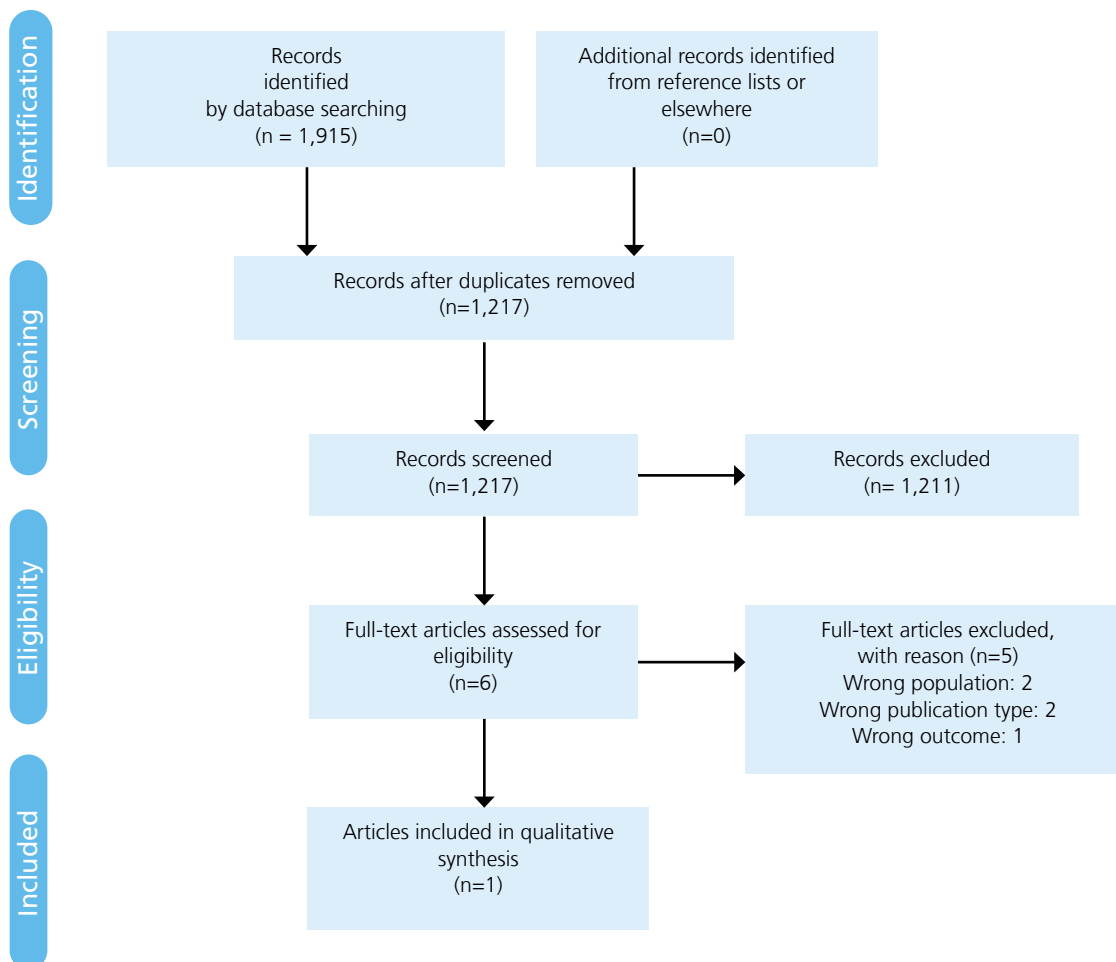 Identification
Records
identified
by database searching
(n = 1,915)
Additional records identified
from reference lists or
elsewhere
(n=0)
Screening
Records after duplicates removed
(n=1,217)
Records screened
(n=1,217)
Records excluded
(n= 1,211)
Eligibility
Full-text articles assessed for
eligibility
(n=6)
Full-text articles excluded,
with reason (n=5)
Wrong population: 2
Wrong publication type: 2
Wrong outcome: 1
Included
Articles included in qualitative
synthesis
(n=1)